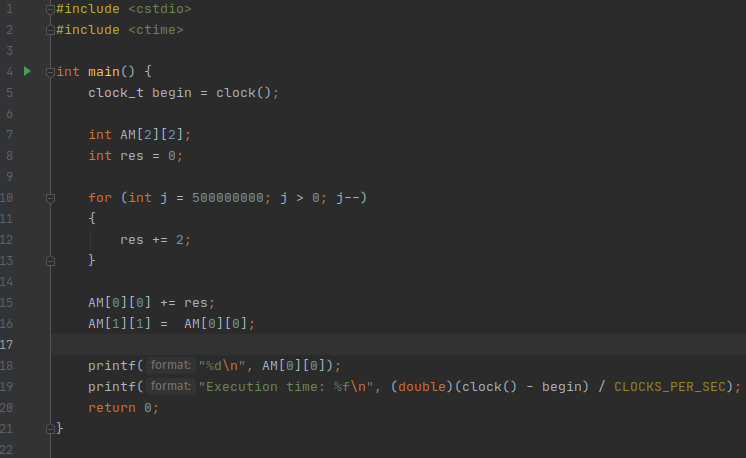 1 #include <cstdio>
2 #include <ctime>
3
4 int main() {
5     clock_t begin = clock();
6
7     int AM[2][2];
8     int res = 0;
9
10     for (int j = 500000000; j > 0; j--)
11     {
12         res += 2;
13     }
14
15     AM[0][0] += res;
16     AM[1][1] =  AM[0][0];
17
18     printf( format: "%d\n", AM[0][0]);
19     printf( format: "Execution time: %f\n", (double)(clock() - begin) / CLOCKS_PER_SEC);
20     return 0;
21 }
22